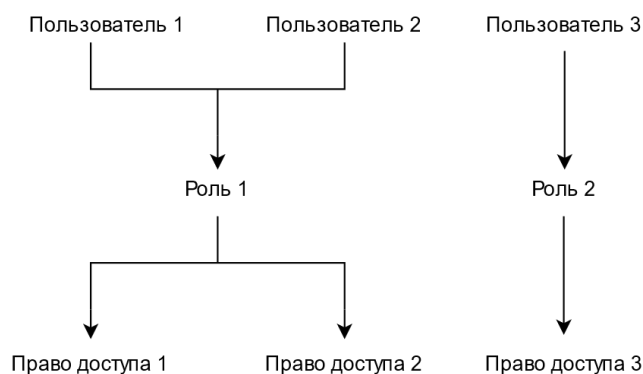 Пользователь 1
Пользователь 2
Пользователь 3
Роль 1
Роль 2
Право доступа 1
Право доступа 2
Право доступа 3